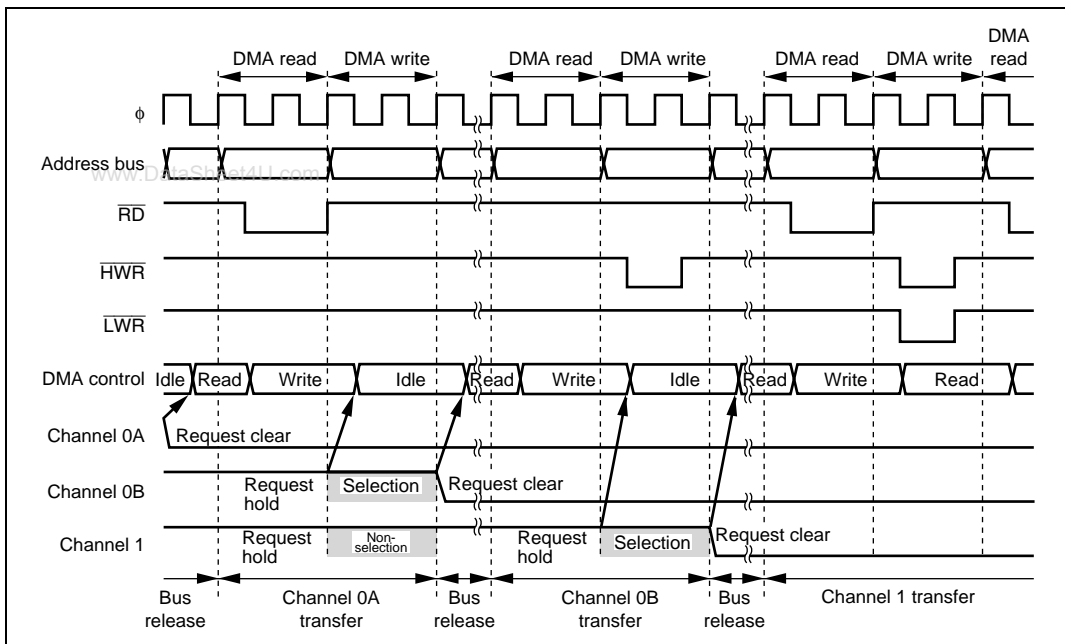 DMA read
DMA write
DMA read
DMA write
DMA read
DMA write
DMA
read
φ
Address bus
www.DataSheet4U.com
RD
HWR
LWR
DMA control
Idle
Read
Write
Idle
Read
Write
Idle
Read
Write
Read
Channel 0A
Request clear
Channel 0B
Request
hold
Selection
Request clear
Channel 1
Request
hold
Non-
selection
Request
hold
Selection
Request clear
Bus
release
Channel 0A
transfer
Bus
release
Channel 0B
transfer
Bus
release
Channel 1 transfer